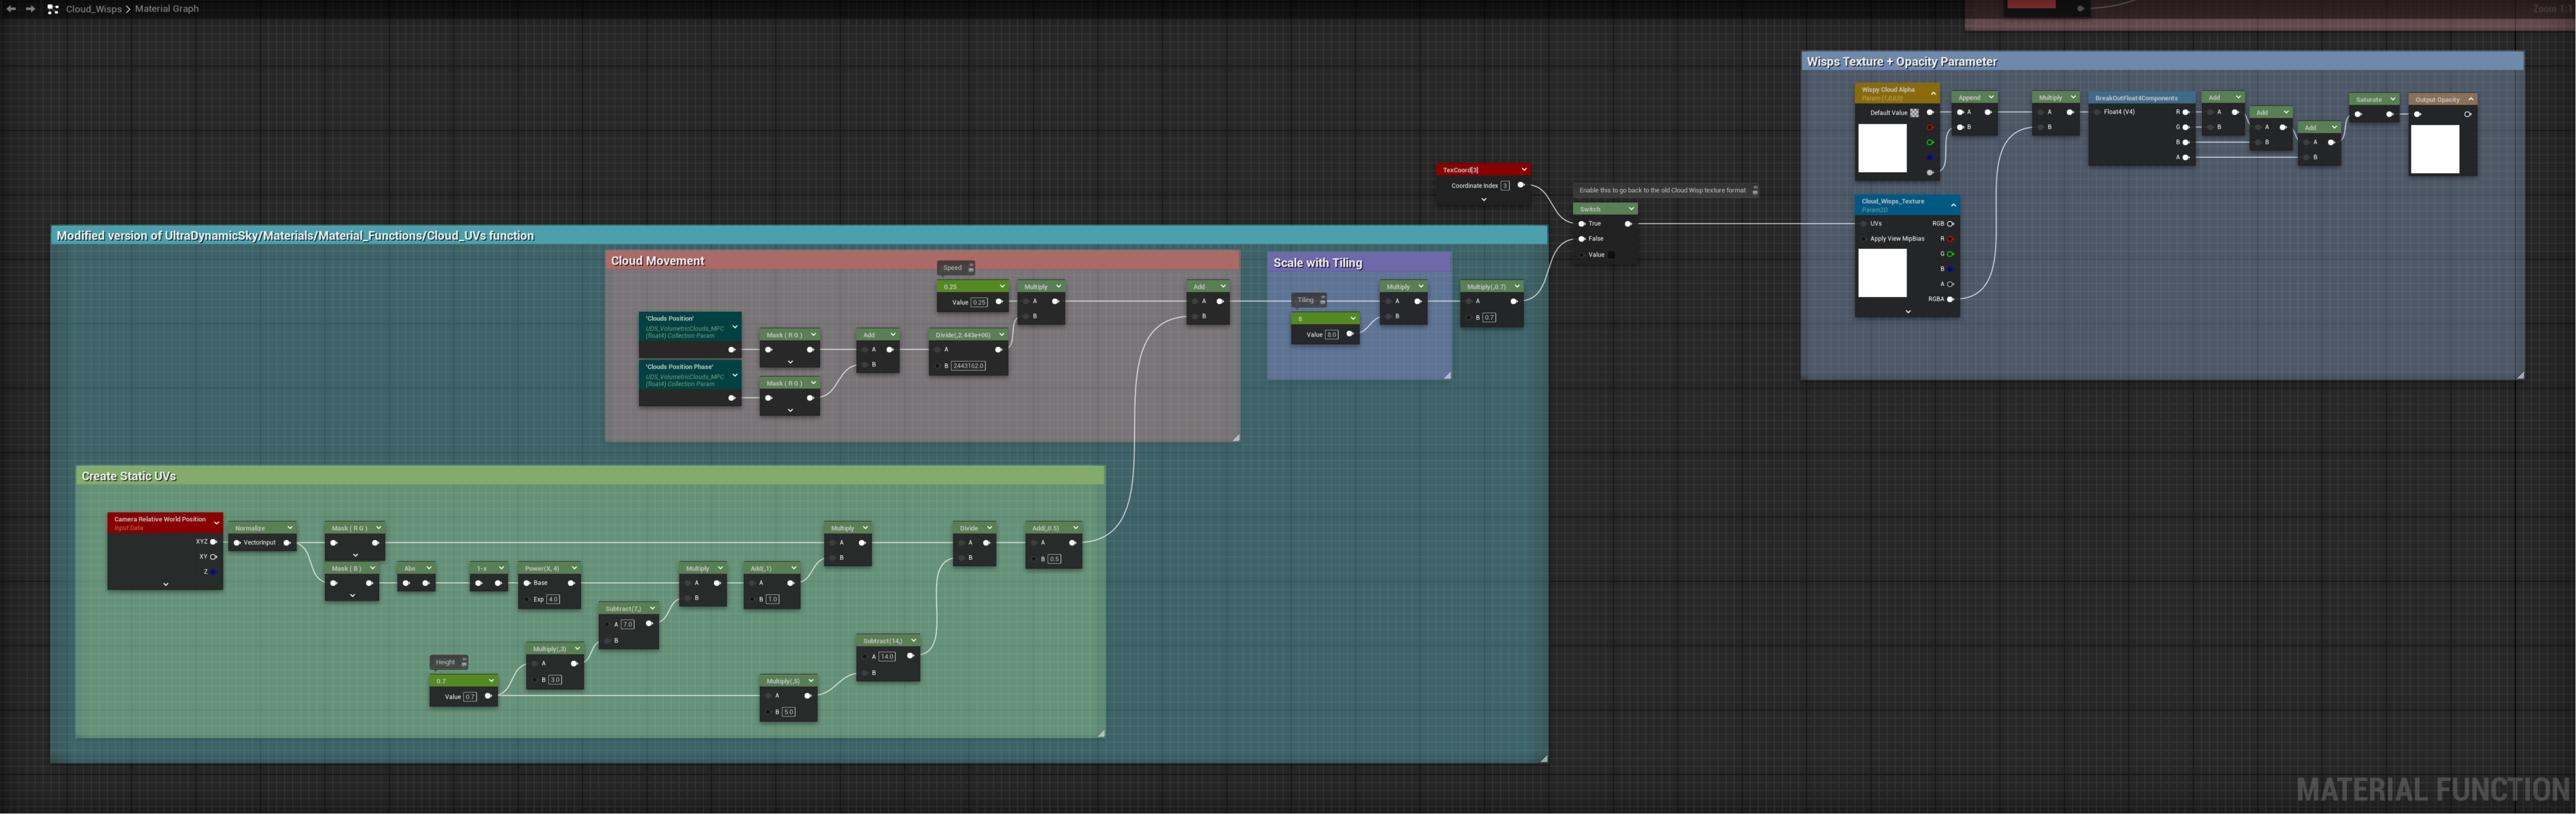 Cloud_Wisps > Material Graph
Zoom 1:1
Wisps Texture + Opacity Parameter
Wispy Cloud Alpha
Param (1,0,0,0)
Default Value
Append
A
B
Multiply
A
B
BreakOutFloat4Components
Float4 (V4)
R
G
B
A
Add
A
B
Add
A
B
Add
A
B
Saturate
Output Opacity
Cloud_Wisps_Texture
Param2D
UVs
Apply View MipBias
RGB
R
G
B
A
RGBA
TexCoord[3]
Coordinate Index 3
Enable this to go back to the old Cloud Wisp texture format
Switch
True
False
Value
Modified version of UltraDynamicSky/Materials/Material_Functions/Cloud_UVs function
Cloud Movement
Speed
0.25
Value 0.25
Multiply
A
B
Add
A
B
'Clouds Position'
UDS_VolumetricClouds_MPC
(float4) Collection Param
'Clouds Position Phase'
UDS_VolumetricClouds_MPC
(float4) Collection Param
Mask ( R G )
Mask ( R G )
Add
A
B
Divide(,2.443e+06)
A
B 2443162.0
Scale with Tiling
Tiling
8
Value 8.0
Multiply
A
B
Multiply(,0.7)
A
B 0.7
Create Static UVs
Camera Relative World Position
Input Data
XYZ
XY
Z
Normalize
VectorInput
Mask ( R G )
Mask ( B )
Abs
1-x
Power(X, 4)
Base
Exp 4.0
Subtract(7,)
A 7.0
B
Multiply
A
B
Add(,1)
A
B 1.0
Multiply
A
B
Divide
A
B
Add(,0.5)
A
B 0.5
Height
0.7
Value 0.7
Multiply(,3)
A
B 3.0
Multiply(,5)
A
B 5.0
Subtract(14,)
A 14.0
B
MATERIAL FUNCTION